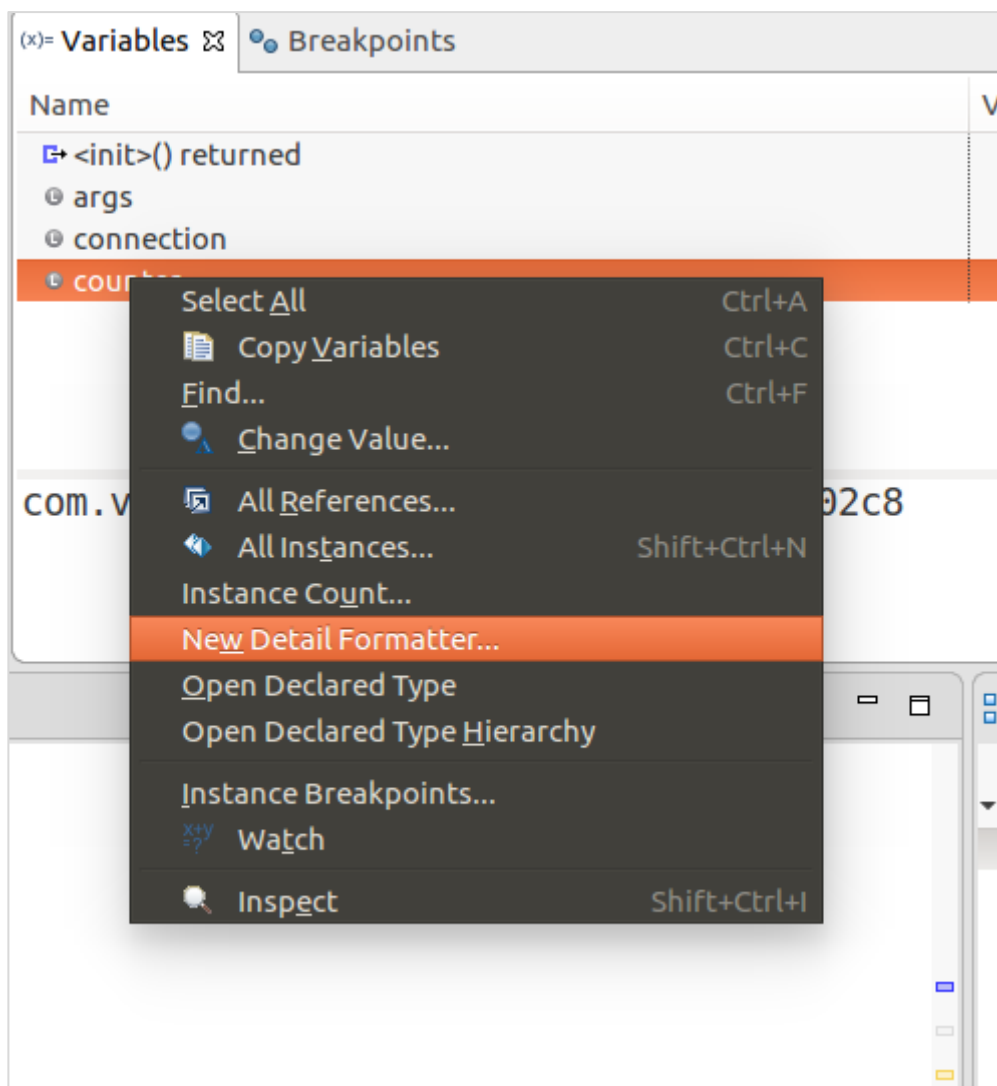 (x)= Variables Breakpoints
Name V
<init>() returned
args
connection
Select All Ctrl+A
Copy Variables Ctrl+C
Find... Ctrl+F
Change Value...
com.v 02c8
All References...
All Instances... Shift+Ctrl+N
Instance Count...
New Detail Formatter...
Open Declared Type
Open Declared Type Hierarchy
Instance Breakpoints...
x+y
=?
Watch
Inspect Shift+Ctrl+I